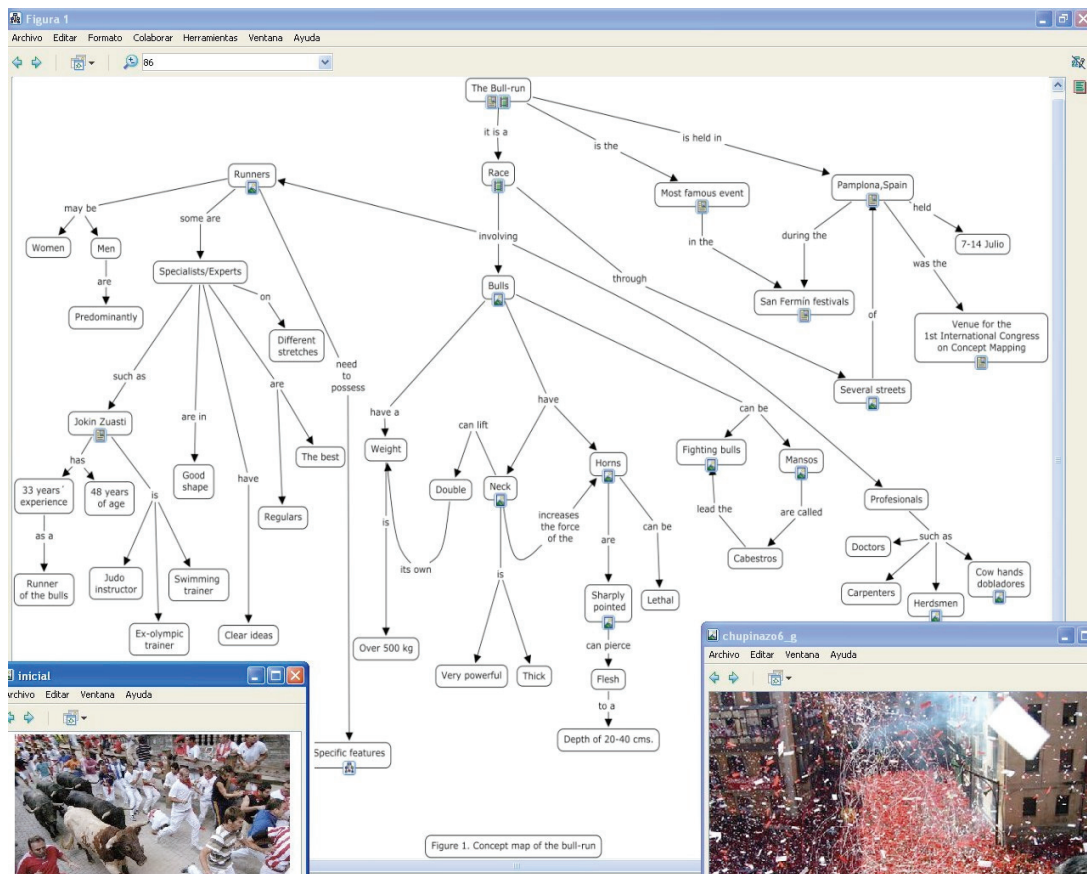 Figura 1
Archivo Editar Formato Colaborar Herramientas Ventana Ayuda
86
The Bull-run
it is a
is the
is held in
Runners
Race
Most famous event
Pamplona,Spain
may be
some are
involving
in the
during the
held
Women
Men
7-14 Julio
are
Specialists/Experts
on
through
was the
Bulls
San Fermín festivals
of
Predominantly
Different
stretches
Venue for the
1st International Congress
on Concept Mapping
such as
are
need
to
possess
Several streets
have a
have
can be
Jokin Zuasti
are in
can lift
The best
Weight
Fighting bulls
Mansos
has
Good
shape
have
Double
Neck
Horns
33 years´
experience
48 years
of age
is
Regulars
Profesionals
is
increases
the force
of the
lead the
are called
as a
its own
are
can be
such as
Doctors
Cabestros
Runner
of the bulls
Judo
instructor
Swimming
trainer
is
Sharply
pointed
Lethal
Carpenters
Herdsmen
Cow hands
dobladores
Ex-olympic
trainer
Clear ideas
Over 500 kg
can pierce
Very powerful
Thick
Flesh
to a
Depth of 20-40 cms.
Specific features
Figure 1. Concept map of the bull-run
inicial
rchivo Editar Ventana Ayuda
chupinazo6_g
Archivo Editar Ventana Ayuda